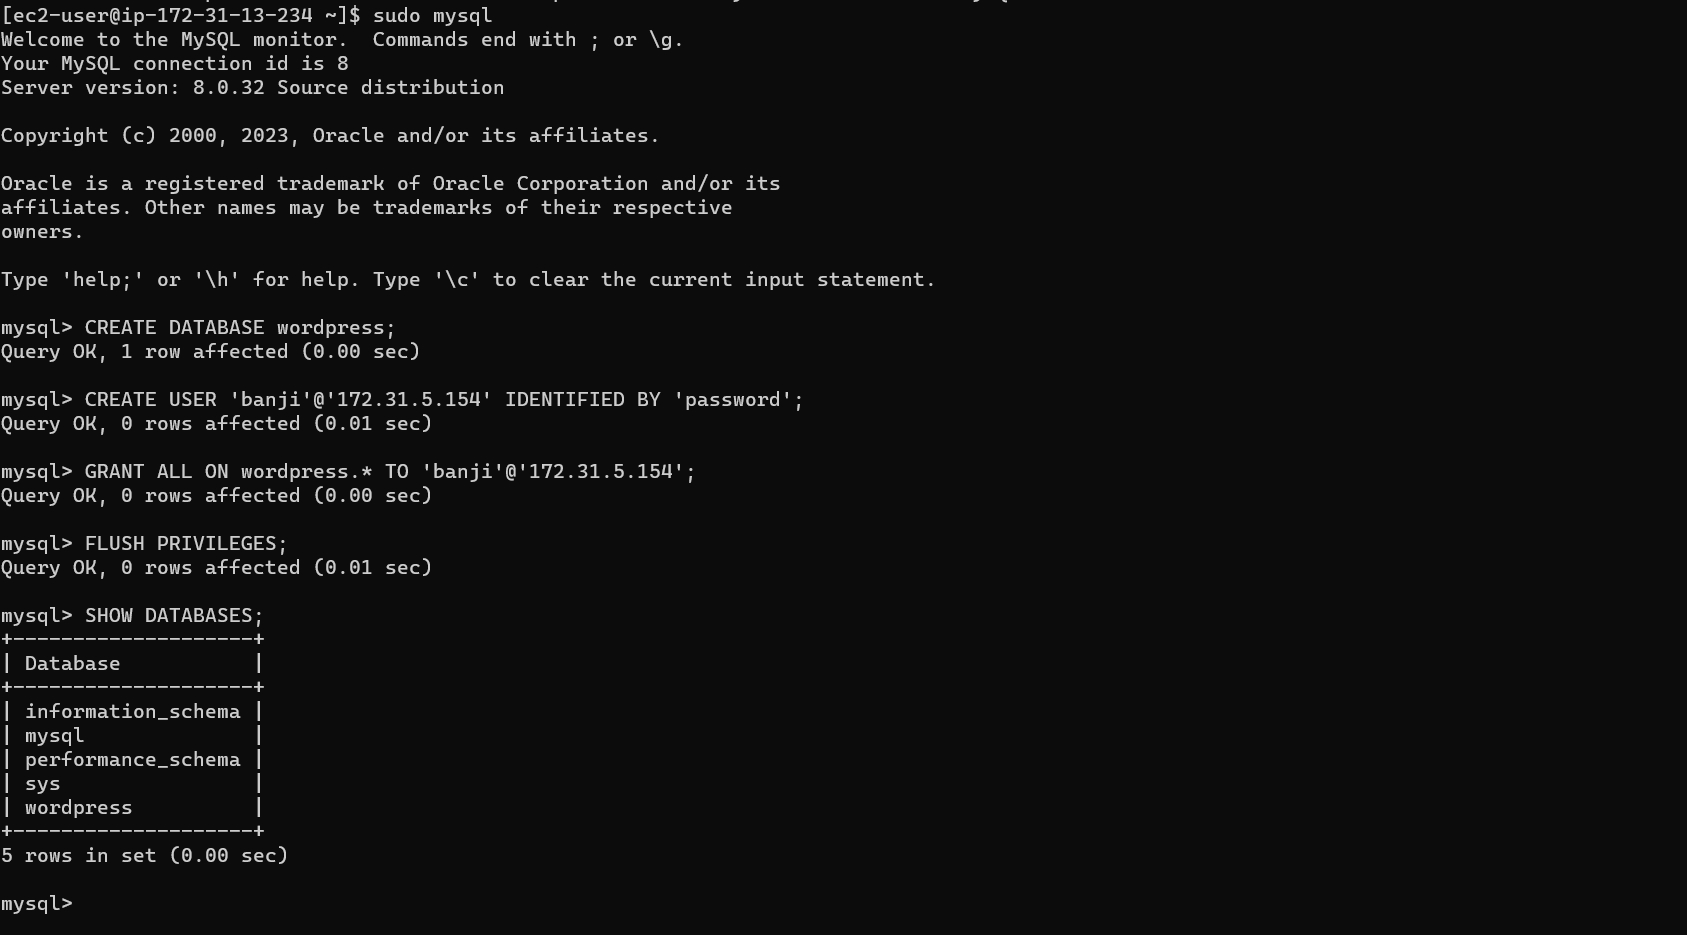 [ec2-user@ip-172-31-13-234 ~]$ sudo mysql
Welcome to the MySQL monitor.  Commands end with ; or \g.
Your MySQL connection id is 8
Server version: 8.0.32 Source distribution

Copyright (c) 2000, 2023, Oracle and/or its affiliates.

Oracle is a registered trademark of Oracle Corporation and/or its
affiliates. Other names may be trademarks of their respective
owners.

Type 'help;' or '\h' for help. Type '\c' to clear the current input statement.

mysql> CREATE DATABASE wordpress;
Query OK, 1 row affected (0.00 sec)

mysql> CREATE USER 'banji'@'172.31.5.154' IDENTIFIED BY 'password';
Query OK, 0 rows affected (0.01 sec)

mysql> GRANT ALL ON wordpress.* TO 'banji'@'172.31.5.154';
Query OK, 0 rows affected (0.00 sec)

mysql> FLUSH PRIVILEGES;
Query OK, 0 rows affected (0.01 sec)

mysql> SHOW DATABASES;
+--------------------+
| Database           |
+--------------------+
| information_schema |
| mysql              |
| performance_schema |
| sys                |
| wordpress          |
+--------------------+
5 rows in set (0.00 sec)

mysql>